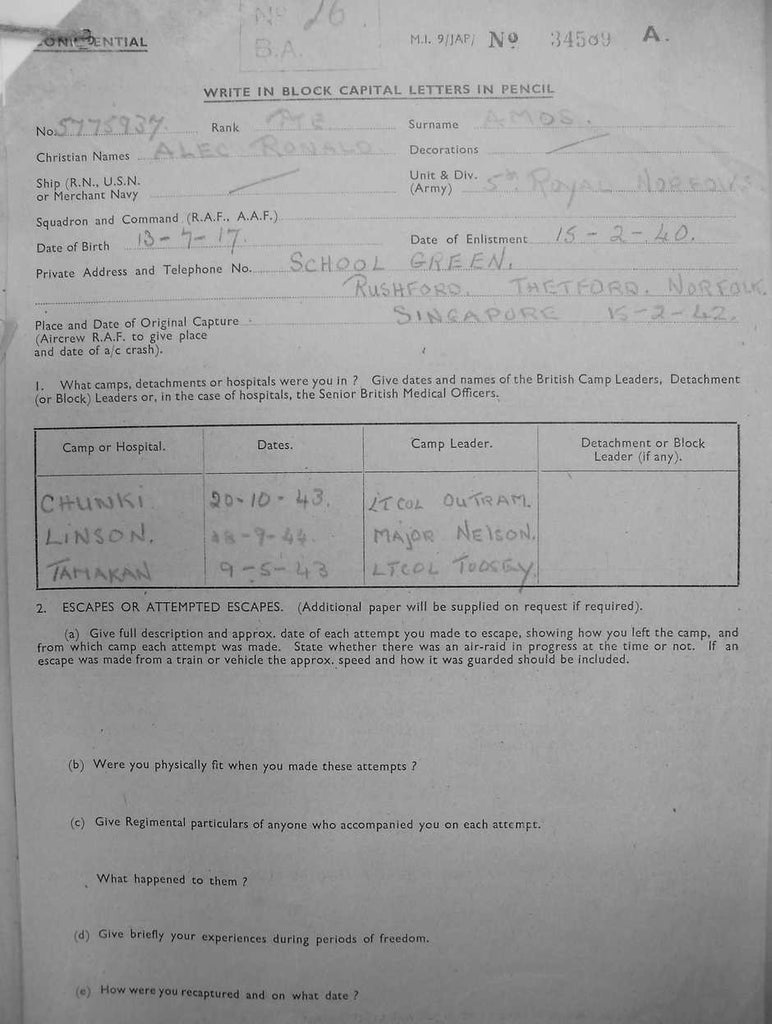 CONFIDENTIAL
Nº 26
B.A.
M.I. 9/JAP/ Nº 34509 A.
WRITE IN BLOCK CAPITAL LETTERS IN PENCIL
No. 5775937 Rank PTE Surname AMOS.
Christian Names ALEC RONALD Decorations
Ship (R.N., U.S.N. or Merchant Navy
Unit & Div. (Army) 5TH ROYAL NORFOLKS
Squadron and Command (R.A.F., A.A.F.)
Date of Birth 13-7-17. Date of Enlistment 15-2-40.
Private Address and Telephone No. SCHOOL GREEN.
RUSHFORD. THETFORD. NORFOLK.
Place and Date of Original Capture SINGAPORE 15-2-42.
(Aircrew R.A.F. to give place
and date of a/c crash).
1. What camps, detachments or hospitals were you in ? Give dates and names of the British Camp Leaders, Detachment
(or Block) Leaders or, in the case of hospitals, the Senior British Medical Officers.
Camp or Hospital. Dates. Camp Leader. Detachment or Block Leader (if any).
CHUNKI 20-10-43. LT COL OUTRAM.
LINSON. -9-44. MAJOR NELSON.
TAMAKAN 9-5-43 LTCOL TOOSEY.
2. ESCAPES OR ATTEMPTED ESCAPES. (Additional paper will be supplied on request if required).
(a) Give full description and approx. date of each attempt you made to escape, showing how you left the camp, and
from which camp each attempt was made. State whether there was an air-raid in progress at the time or not. If an
escape was made from a train or vehicle the approx. speed and how it was guarded should be included.
(b) Were you physically fit when you made these attempts ?
(c) Give Regimental particulars of anyone who accompanied you on each attempt.
What happened to them ?
(d) Give briefly your experiences during periods of freedom.
(e) How were you recaptured and on what date ?